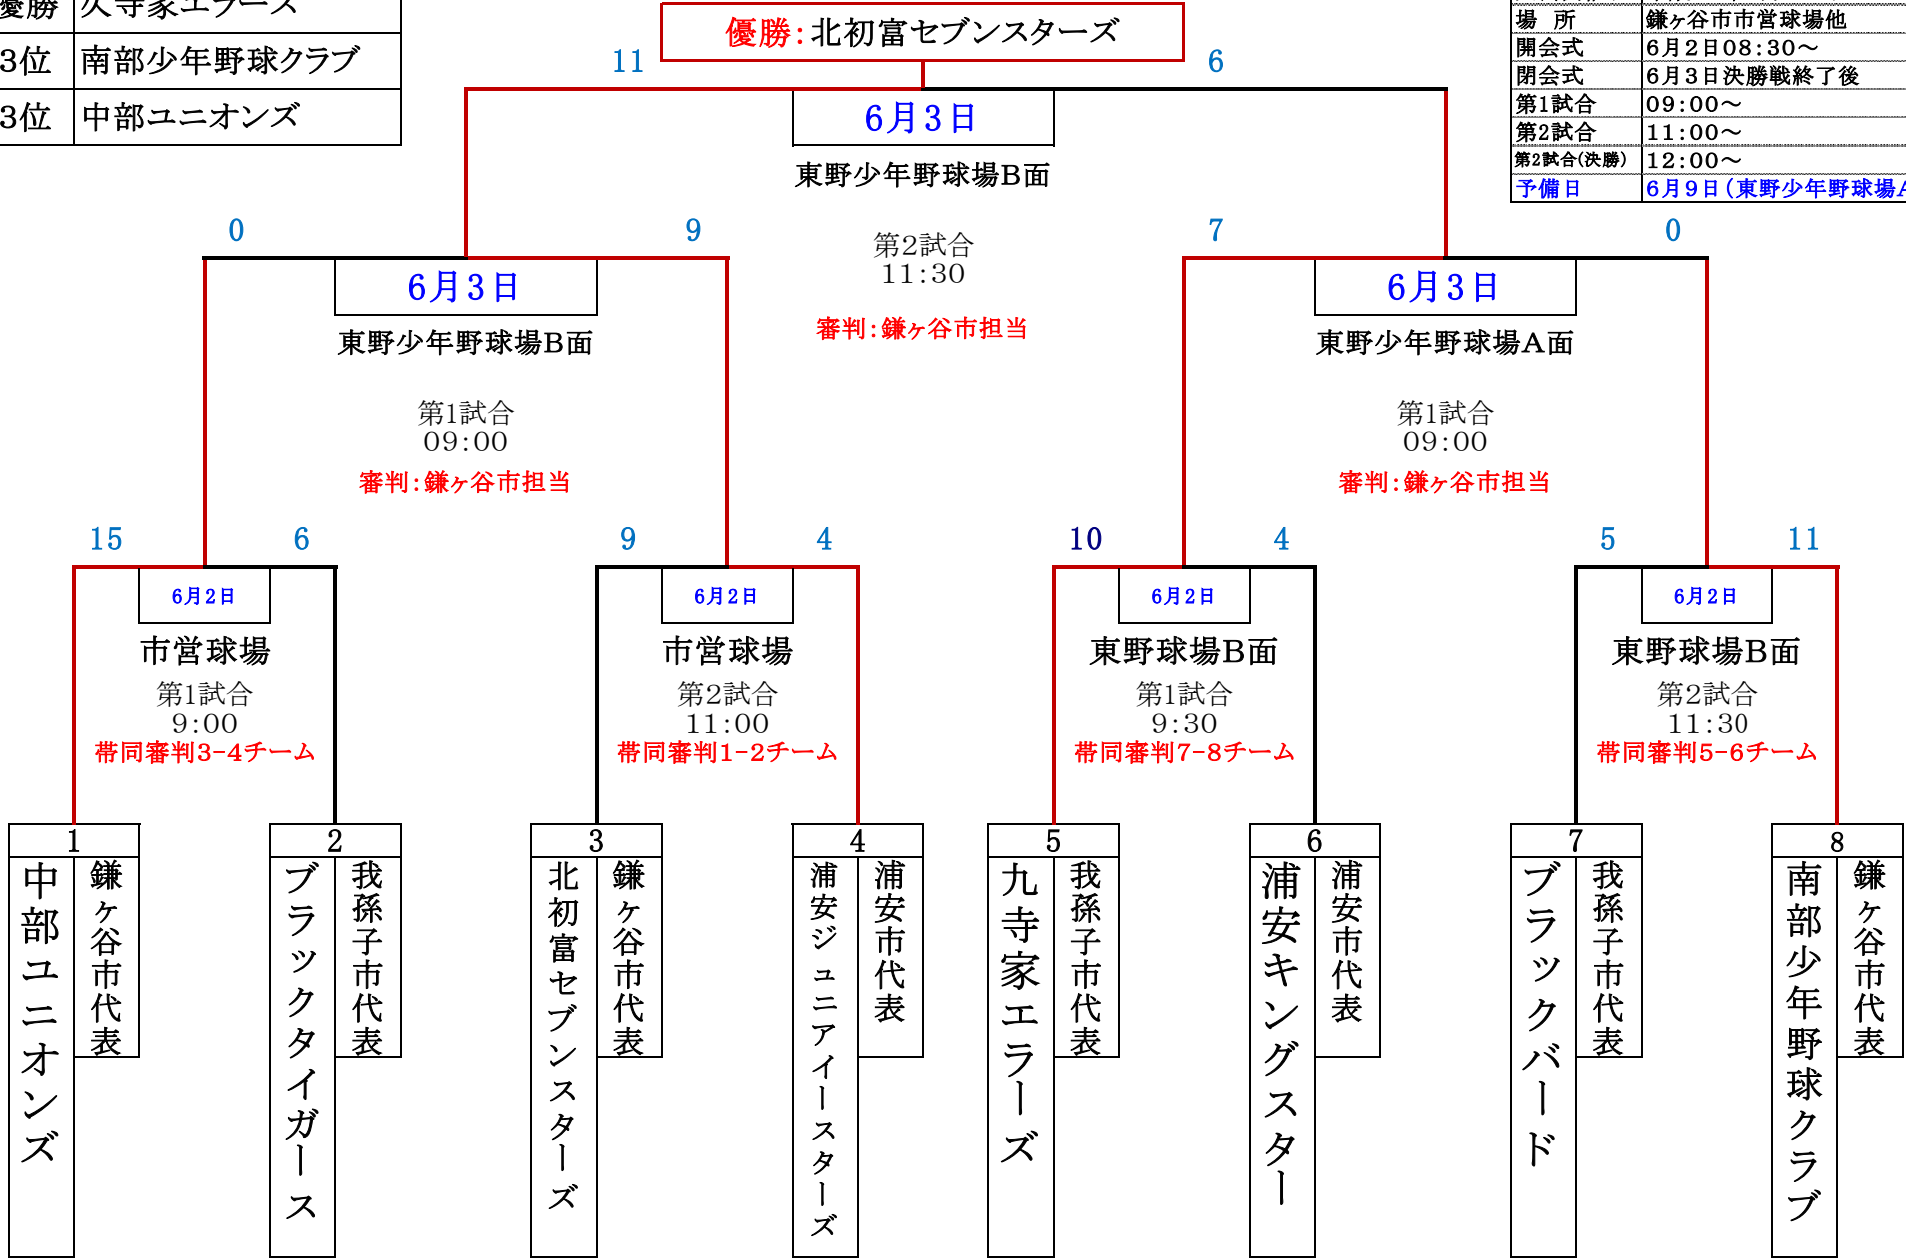 優勝 久寺家エラーズ
3位 南部少年野球クラブ
3位 中部ユニオンズ
優勝：北初富セブンスターズ
場 所 鎌ヶ谷市市営球場他
開会式 6月2日08：30～
閉会式 6月3日決勝戦終了後
第1試合 09：00～
第2試合 11：00～
第2試合(決勝) 12：00～
予備日 6月9日（東野少年野球場A
11 6
6月3日
東野少年野球場B面
第2試合
11：30
審判：鎌ヶ谷市担当
0 9
6月3日
東野少年野球場B面
第1試合
09：00
審判：鎌ヶ谷市担当
7 0
6月3日
東野少年野球場A面
第1試合
09：00
審判：鎌ヶ谷市担当
15 6
6月2日
市営球場
第1試合
9：00
帯同審判3-4チーム
9 4
6月2日
市営球場
第2試合
11：00
帯同審判1-2チーム
10 4
6月2日
東野球場B面
第1試合
9：30
帯同審判7-8チーム
5 11
6月2日
東野球場B面
第2試合
11：30
帯同審判5-6チーム
1
中部ユニオンズ
鎌ヶ谷市代表
2
ブラックタイガース
我孫子市代表
3
北初富セブンスターズ
鎌ヶ谷市代表
4
浦安ジュニアイースターズ
浦安市代表
5
九寺家エラーズ
我孫子市代表
6
浦安キングスター
浦安市代表
7
ブラックバード
我孫子市代表
8
南部少年野球クラブ
鎌ヶ谷市代表